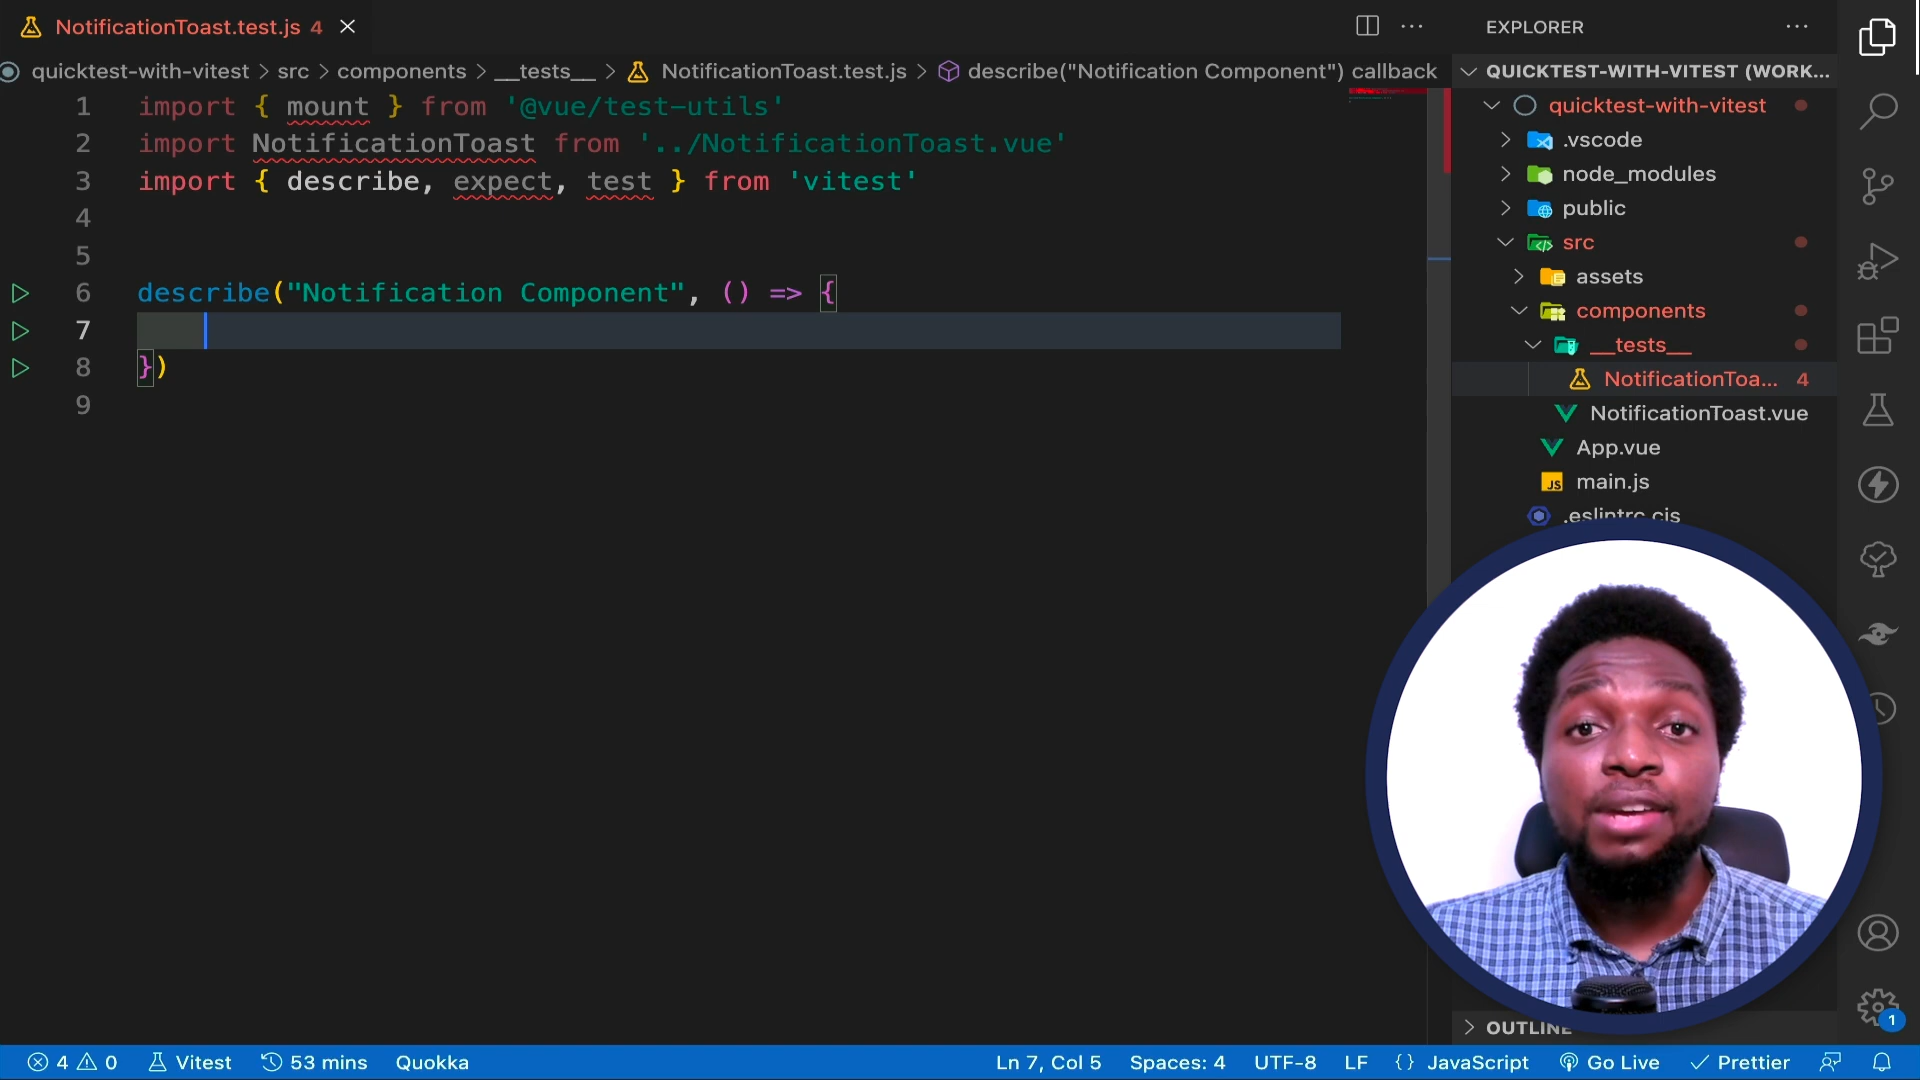 NotificationToast.test.js 4
quicktest-with-vitest > src > components > __tests__ > NotificationToast.test.js > describe("Notification Component") callback
1 import { mount } from '@vue/test-utils'
2 import NotificationToast from '../NotificationToast.vue'
3 import { describe, expect, test } from 'vitest'
4
5
6 describe("Notification Component", () => {
7
8 })
9
EXPLORER
QUICKTEST-WITH-VITEST (WORK...
quicktest-with-vitest
.vscode
node_modules
public
src
assets
components
__tests__
NotificationToa... 4
NotificationToast.vue
App.vue
JS main.js
.eslintrc.cjs
OUTLINE
1
4 0 Vitest 53 mins Quokka Ln 7, Col 5 Spaces: 4 UTF-8 LF {} JavaScript Go Live Prettier